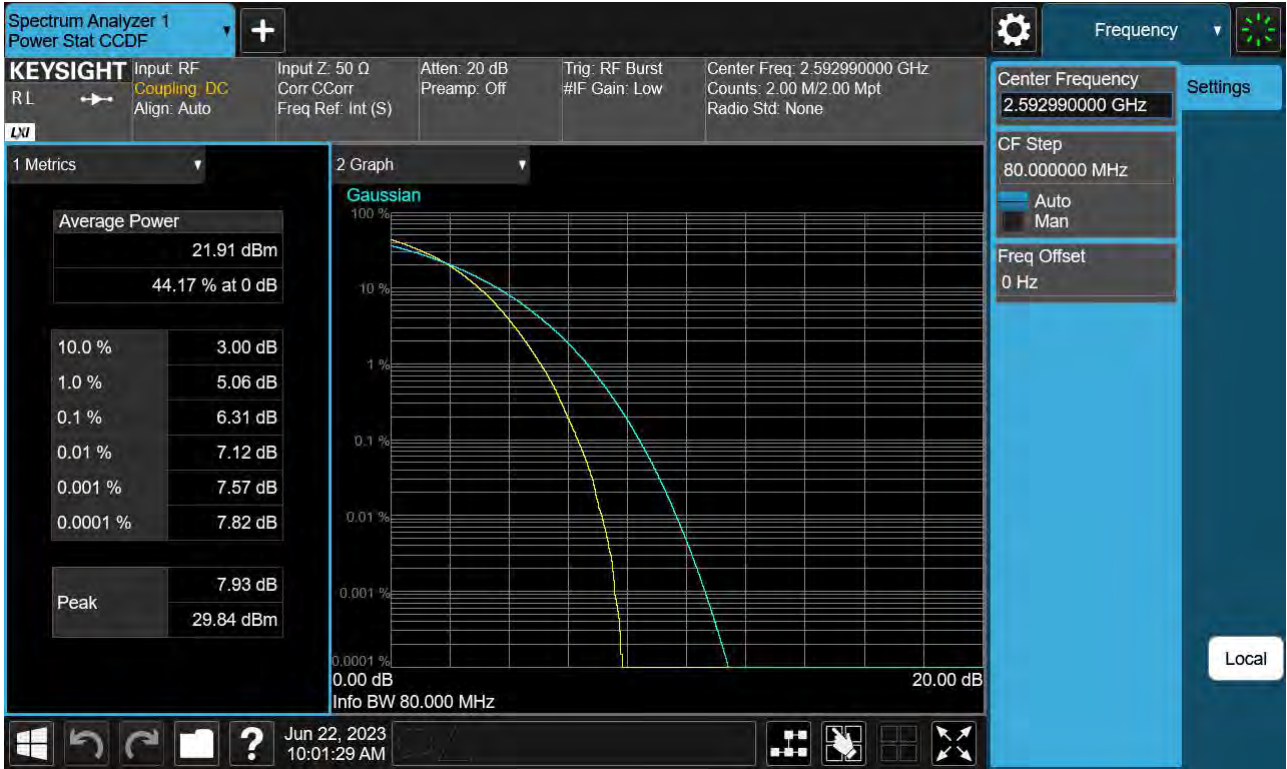 Spectrum Analyzer 1
Power Stat CCDF
Frequency
KEYSIGHT
RL
LXI
Input: RF
Coupling: DC
Align: Auto
Input Z: 50 Ω
Corr CCorr
Freq Ref: Int (S)
Atten: 20 dB
Preamp: Off
Trig: RF Burst
#IF Gain: Low
Center Freq: 2.592990000 GHz
Counts: 2.00 M/2.00 Mpt
Radio Std: None
Center Frequency
2.592990000 GHz
Settings
CF Step
80.000000 MHz
Auto
Man
Freq Offset
0 Hz
1 Metrics
Average Power
21.91 dBm
44.17 % at 0 dB
10.0 % 3.00 dB
1.0 % 5.06 dB
0.1 % 6.31 dB
0.01 % 7.12 dB
0.001 % 7.57 dB
0.0001 % 7.82 dB
Peak
7.93 dB
29.84 dBm
2 Graph
Gaussian
100 %
10 %
1 %
0.1 %
0.01 %
0.001 %
0.0001 %
0.00 dB 20.00 dB
Info BW 80.000 MHz
Local
?
Jun 22, 2023
10:01:29 AM